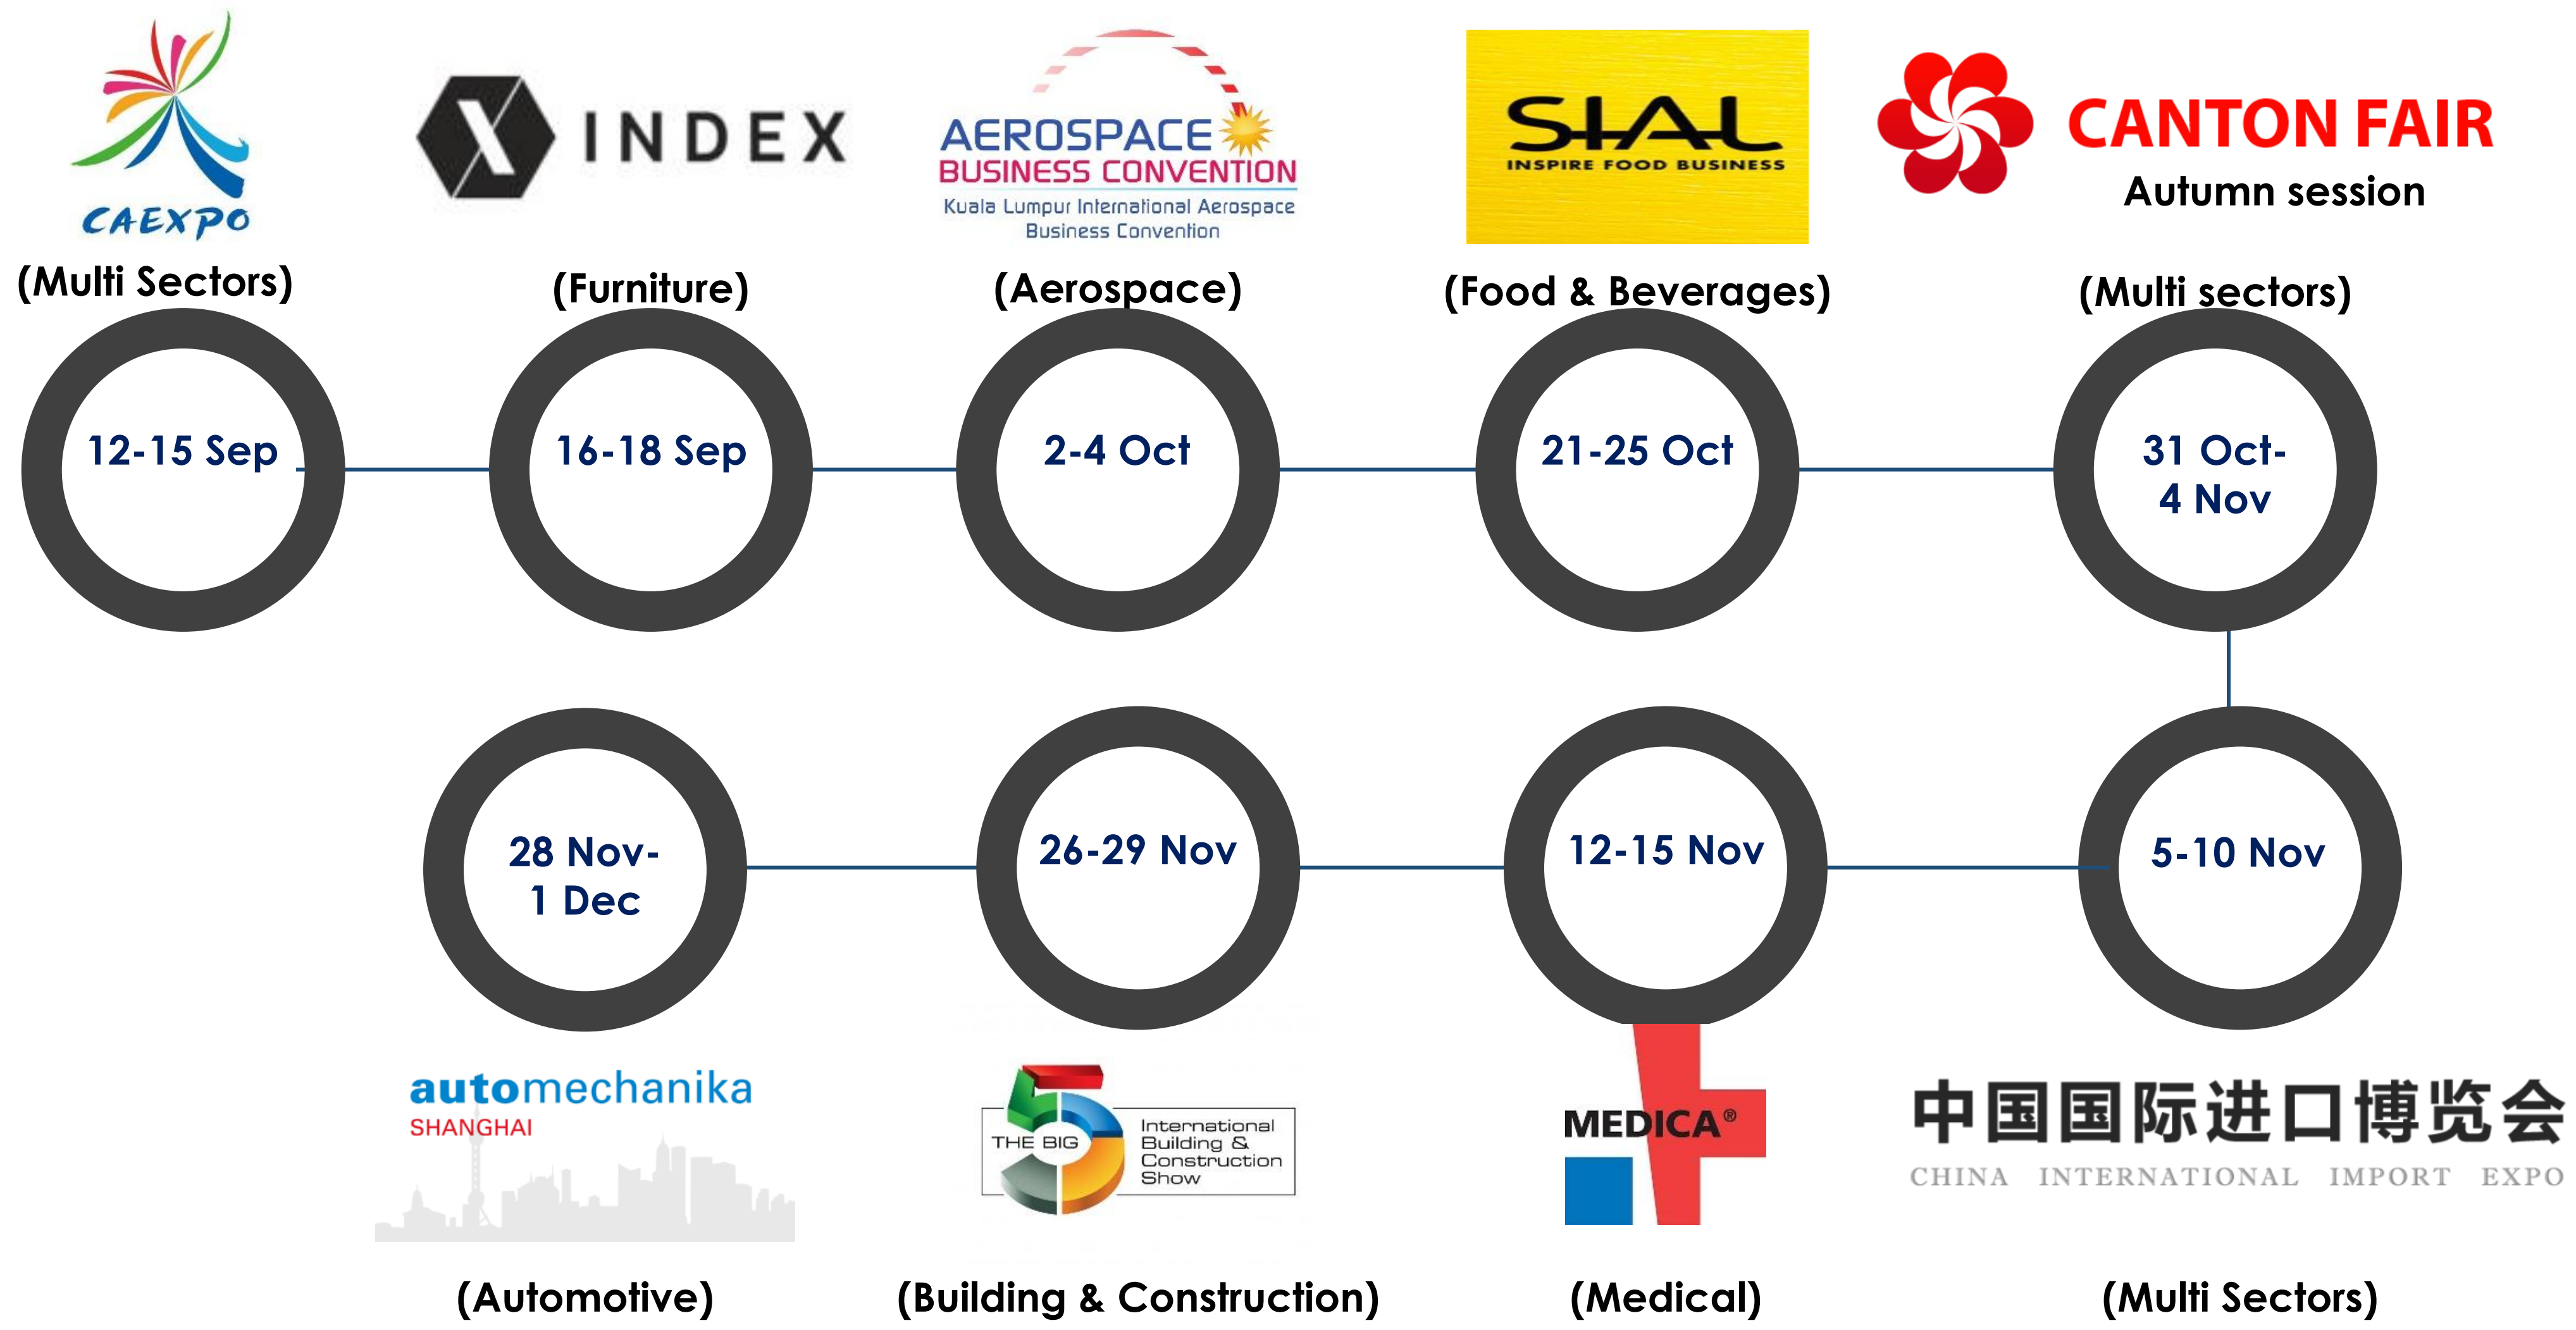 CAEXPO
(Multi Sectors)
12-15 Sep
INDEX
(Furniture)
16-18 Sep
AEROSPACE
BUSINESS CONVENTION
Kuala Lumpur International Aerospace
Business Convention
(Aerospace)
2-4 Oct
SIAL
INSPIRE FOOD BUSINESS
(Food & Beverages)
21-25 Oct
CANTON FAIR
Autumn session
(Multi sectors)
31 Oct-
4 Nov
5-10 Nov
中国国际进口博览会
CHINA INTERNATIONAL IMPORT EXPO
(Multi Sectors)
12-15 Nov
MEDICA®
(Medical)
26-29 Nov
THE BIG 5
International
Building &
Construction
Show
(Building & Construction)
28 Nov-
1 Dec
automechanika
SHANGHAI
(Automotive)